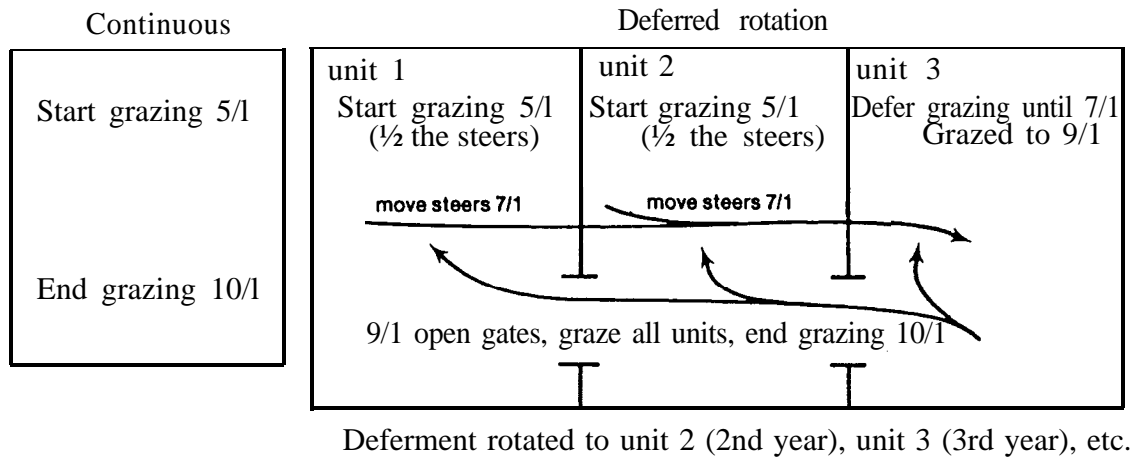 Continuous
Start grazing 5/l
End grazing 10/l
Deferred rotation
unit 1
Start grazing 5/l
(½ the steers)
unit 2
Start grazing 5/1
(½ the steers)
unit 3
Defer grazing until 7/1
Grazed to 9/1
move steers 7/1
move steers 7/1
9/1 open gates, graze all units, end grazing 10/1
Deferment rotated to unit 2 (2nd year), unit 3 (3rd year), etc.